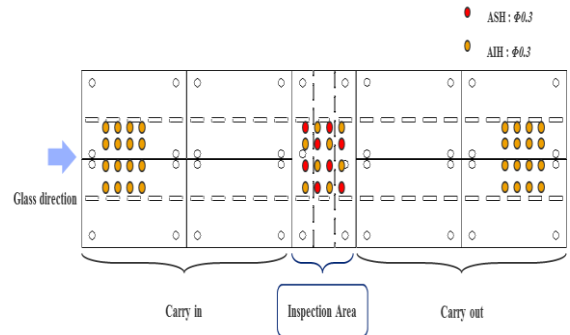 ASH : Φ0.3
AIH : Φ0.3
Glass direction
Carry in
Inspection Area
Carry out